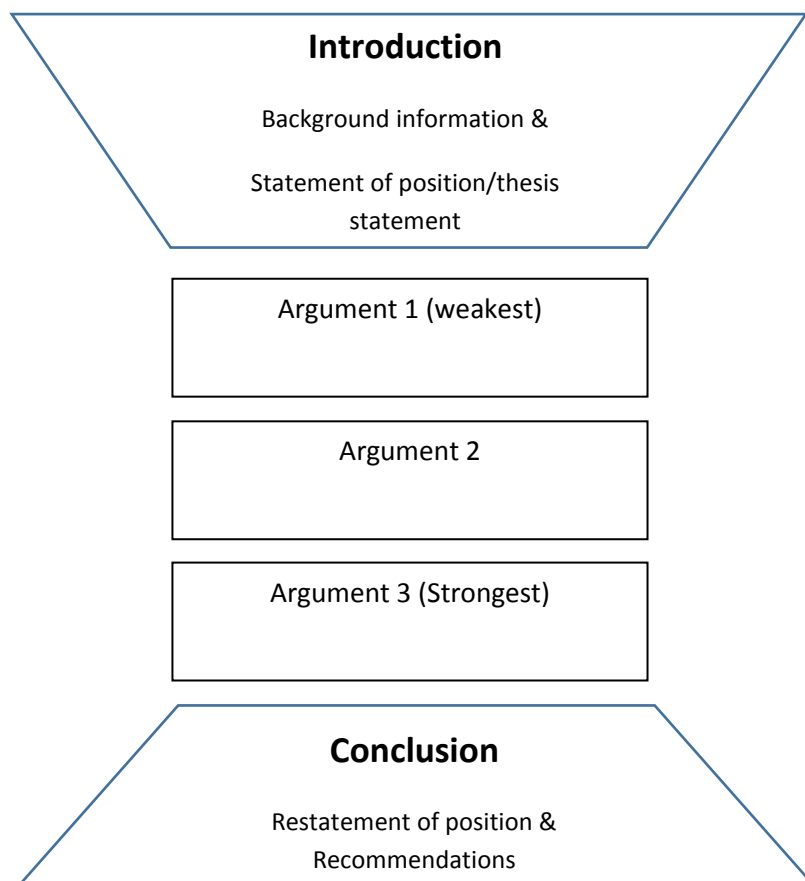 Introduction
Background information &
Statement of position/thesis
statement
Argument 1 (weakest)
Argument 2
Argument 3 (Strongest)
Conclusion
Restatement of position &
Recommendations